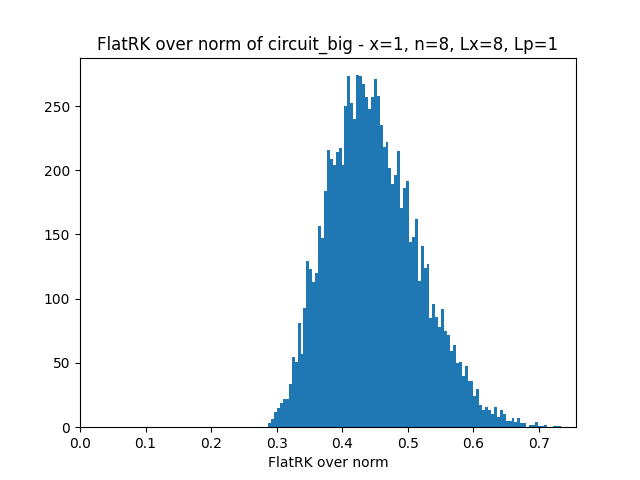 FlatRK over norm of circuit_big - x=1, n=8, Lx=8, Lp=1
250
200
150
100
50
0
0.0 0.1 0.2 0.3 0.4 0.5 0.6 0.7
FlatRK over norm